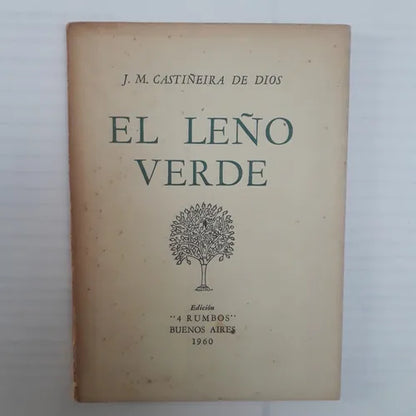 J. M. CASTIÑEIRA DE DIOS
EL LEÑO
VERDE
Edición
"4 RUMBOS"
BUENOS AIRES
1960